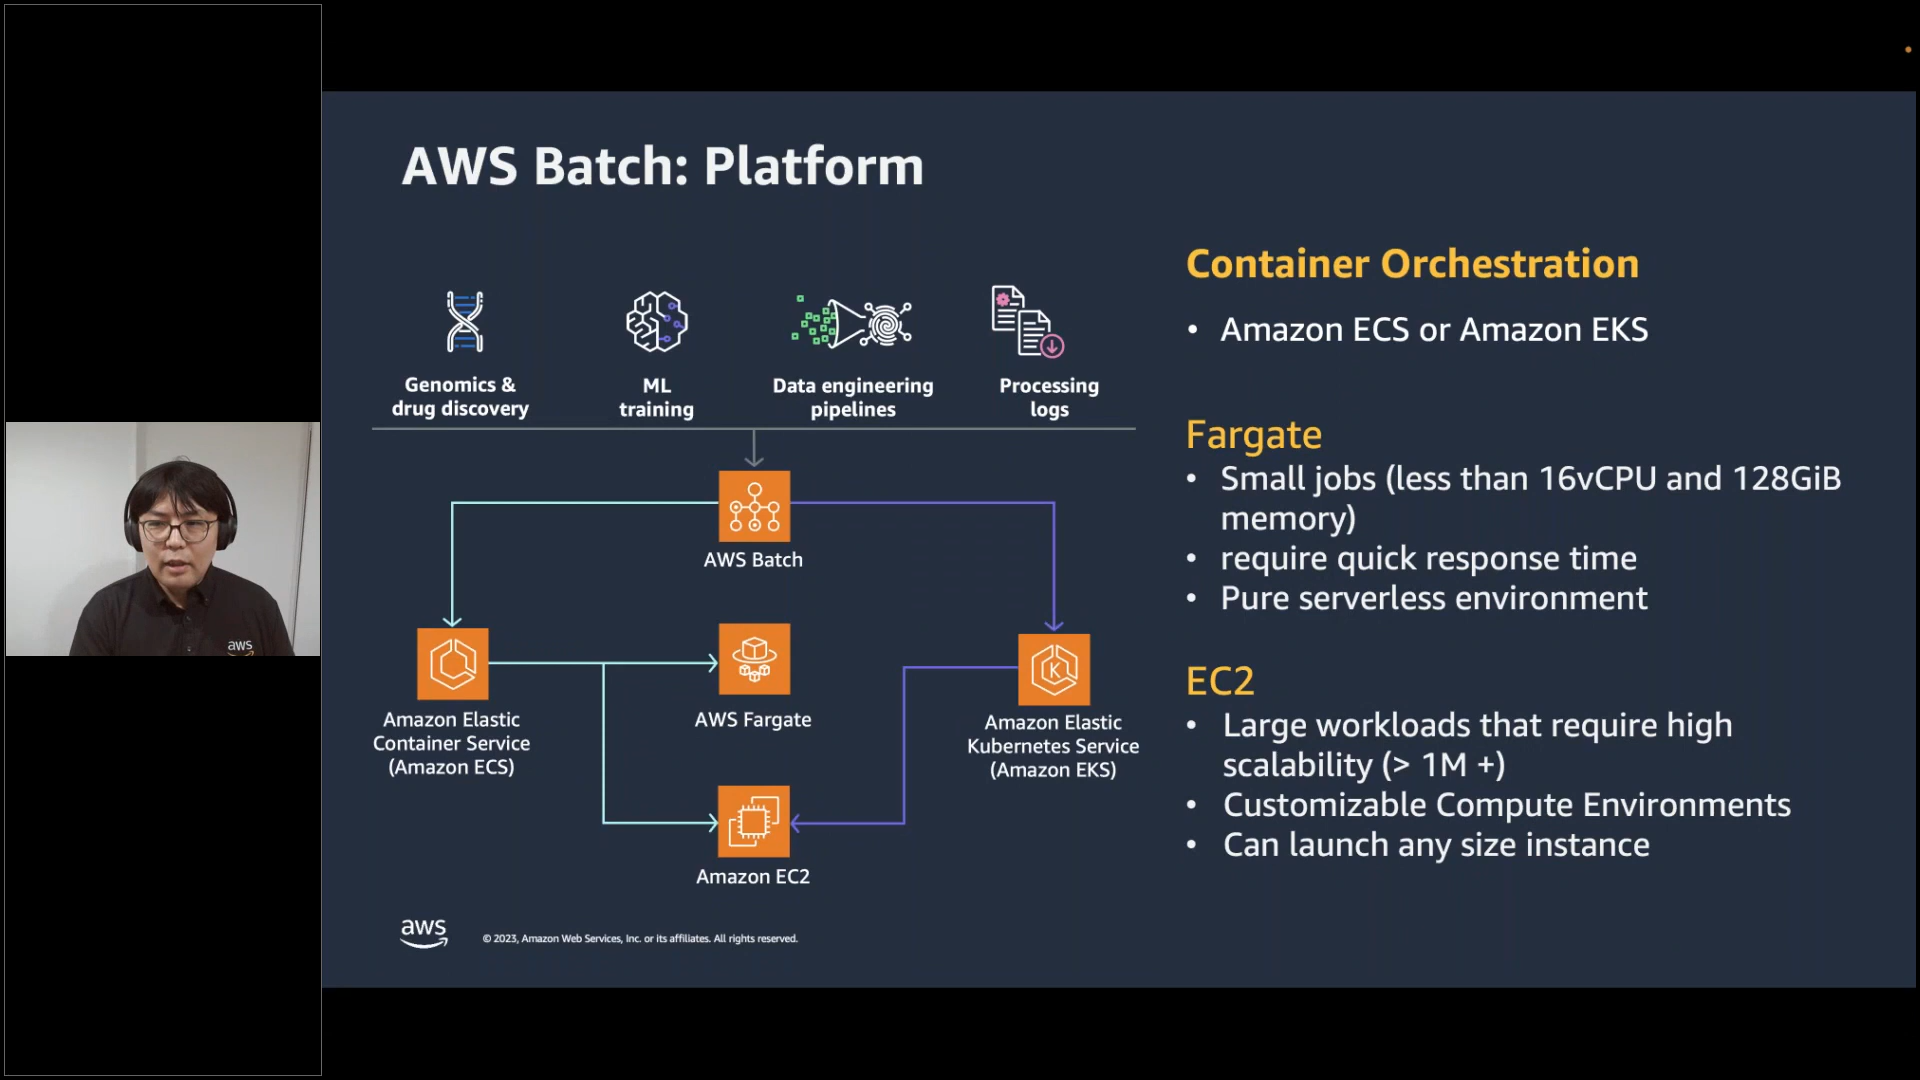 AWS Batch: Platform
Genomics &
drug discovery
ML
training
Data engineering
pipelines
Processing
logs
AWS Batch
Amazon Elastic
Container Service
(Amazon ECS)
AWS Fargate
K
Amazon Elastic
Kubernetes Service
(Amazon EKS)
Amazon EC2
Container Orchestration
• Amazon ECS or Amazon EKS
Fargate
• Small jobs (less than 16vCPU and 128GiB
memory)
• require quick response time
• Pure serverless environment
EC2
• Large workloads that require high
scalability (> 1M +)
• Customizable Compute Environments
• Can launch any size instance
aws
© 2023, Amazon Web Services, Inc. or its affiliates. All rights reserved.
aws